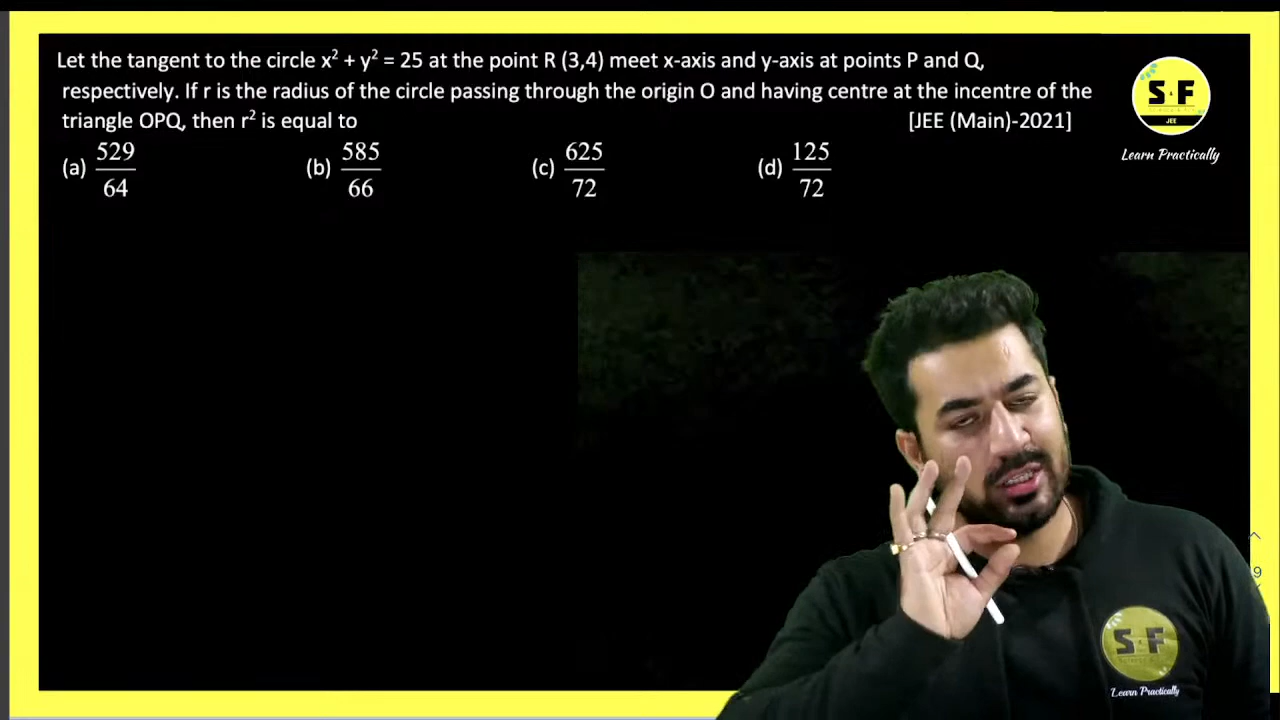 Let the tangent to the circle x² + y² = 25 at the point R (3,4) meet x-axis and y-axis at points P and Q,
respectively. If r is the radius of the circle passing through the origin O and having centre at the incentre of the
triangle OPQ, then r² is equal to [JEE (Main)-2021]
(a) 529/64 (b) 585/66 (c) 625/72 (d) 125/72
S F
JEE
Learn Practically
9
S F
Learn Practically